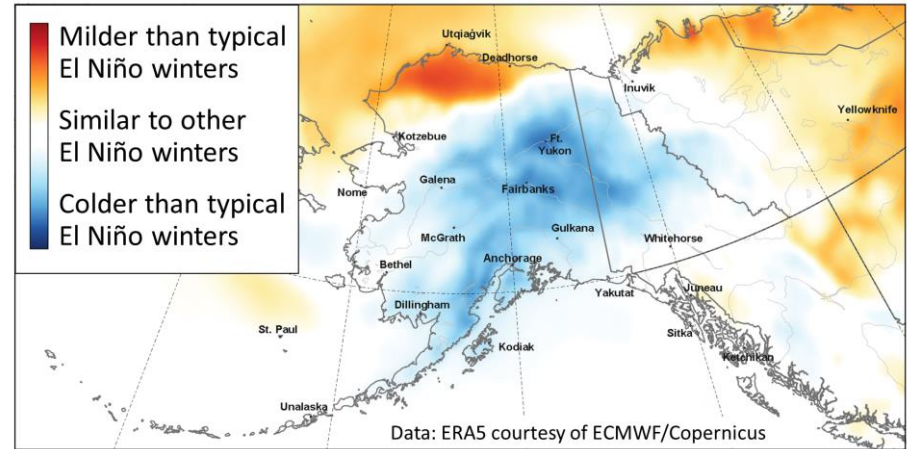 Milder than typical
El Niño winters
Similar to other
El Niño winters
Colder than typical
El Niño winters
Utqiaġvik
Deadhorse
Inuvik
Yellowknife
Kotzebue
Ft.
Yukon
Nome
Galena
Fairbanks
McGrath
Gulkana
Whitehorse
Bethel
Anchorage
Dillingham
Yakutat
Juneau
St. Paul
Sitka
Kodiak
Ketchikan
Unalaska
Data: ERA5 courtesy of ECMWF/Copernicus